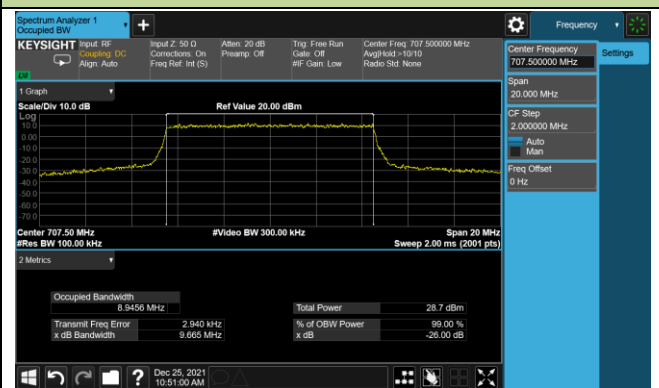 Spectrum Analyzer 1
Occupied BW
Frequency
KEYSIGHT
Input: RF
Coupling: DC
Align: Auto
Input Z: 50 Ω
Corrections: On
Freq Ref: Int (S)
Atten: 20 dB
Preamp: Off
Trig: Free Run
Gate: Off
#IF Gain: Low
Center Freq: 707.500000 MHz
Avg|Hold:>10/10
Radio Std: None
Center Frequency
707.500000 MHz
Settings
Span
20.000 MHz
CF Step
2.000000 MHz
Auto
Man
Freq Offset
0 Hz
1 Graph
Scale/Div 10.0 dB
Ref Value 20.00 dBm
Log
10.0
0.00
-10.0
-20.0
-30.0
-40.0
-50.0
-60.0
-70.0
Center 707.50 MHz
#Video BW 300.00 kHz
Span 20 MHz
#Res BW 100.00 kHz
Sweep 2.00 ms (2001 pts)
2 Metrics
Occupied Bandwidth
8.9456 MHz
Total Power
28.7 dBm
Transmit Freq Error
2.940 kHz
% of OBW Power
99.00 %
x dB Bandwidth
9.665 MHz
x dB
-26.00 dB
?
Dec 25, 2021
10:51:00 AM